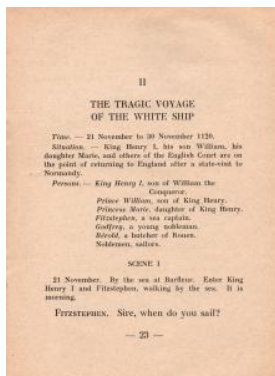 II
THE TRAGIC VOYAGE
OF THE WHITE SHIP
Time. — 21 November to 30 November 1120.
Situation. — King Henry I, his son William, his
daughter Marie, and others of the English Court are on
the point of returning to England after a state-visit to
Normandy.
Persons. — King Henry I, son of William the
Conqueror.
Prince William, son of King Henry.
Princess Marie, daughter of King Henry.
Fitzstephen, a sea captain.
Godfrey, a young nobleman.
Bérold, a butcher of Rouen.
Noblemen, sailors.
SCENE I
21 November. By the sea at Barfleur. Enter King
Henry I and Fitzstephen, walking by the sea. It is
morning.
FITZSTEPHEN. Sire, when do you sail?
— 23 —